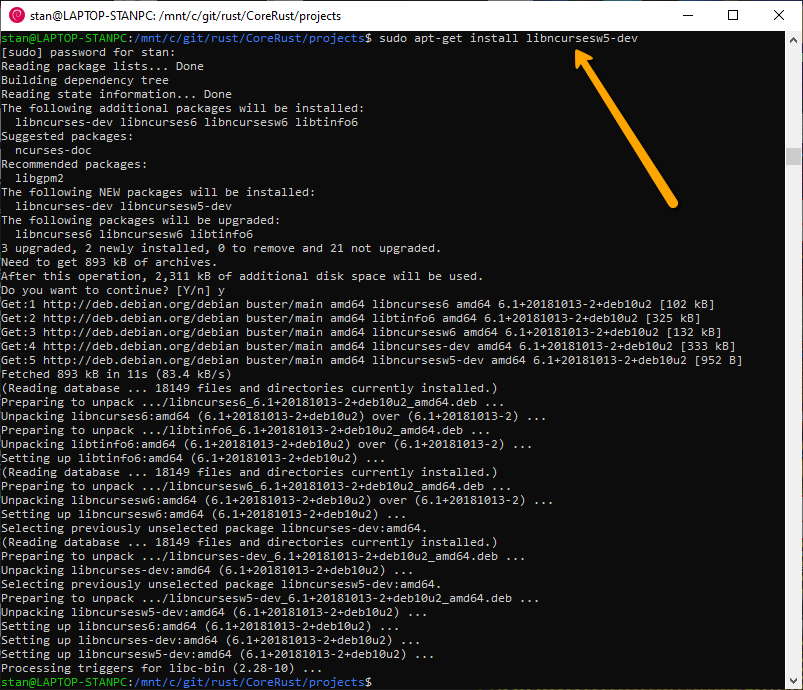 stan@LAPTOP-STANPC: /mnt/c/git/rust/CoreRust/projects
stan@LAPTOP-STANPC:/mnt/c/git/rust/CoreRust/projects$ sudo apt-get install libncursesw5-dev
[sudo] password for stan:
Reading package lists... Done
Building dependency tree
Reading state information... Done
The following additional packages will be installed:
  libncurses-dev libncurses6 libncursesw6 libtinfo6
Suggested packages:
  ncurses-doc
Recommended packages:
  libgpm2
The following NEW packages will be installed:
  libncurses-dev libncursesw5-dev
The following packages will be upgraded:
  libncurses6 libncursesw6 libtinfo6
3 upgraded, 2 newly installed, 0 to remove and 21 not upgraded.
Need to get 893 kB of archives.
After this operation, 2,311 kB of additional disk space will be used.
Do you want to continue? [Y/n] y
Get:1 http://deb.debian.org/debian buster/main amd64 libncurses6 amd64 6.1+20181013-2+deb10u2 [102 kB]
Get:2 http://deb.debian.org/debian buster/main amd64 libtinfo6 amd64 6.1+20181013-2+deb10u2 [325 kB]
Get:3 http://deb.debian.org/debian buster/main amd64 libncursesw6 amd64 6.1+20181013-2+deb10u2 [132 kB]
Get:4 http://deb.debian.org/debian buster/main amd64 libncurses-dev amd64 6.1+20181013-2+deb10u2 [333 kB]
Get:5 http://deb.debian.org/debian buster/main amd64 libncursesw5-dev amd64 6.1+20181013-2+deb10u2 [952 B]
Fetched 893 kB in 11s (83.4 kB/s)
(Reading database ... 18149 files and directories currently installed.)
Preparing to unpack .../libncurses6_6.1+20181013-2+deb10u2_amd64.deb ...
Unpacking libncurses6:amd64 (6.1+20181013-2+deb10u2) over (6.1+20181013-2) ...
Preparing to unpack .../libtinfo6_6.1+20181013-2+deb10u2_amd64.deb ...
Unpacking libtinfo6:amd64 (6.1+20181013-2+deb10u2) over (6.1+20181013-2) ...
Setting up libtinfo6:amd64 (6.1+20181013-2+deb10u2) ...
(Reading database ... 18149 files and directories currently installed.)
Preparing to unpack .../libncursesw6_6.1+20181013-2+deb10u2_amd64.deb ...
Unpacking libncursesw6:amd64 (6.1+20181013-2+deb10u2) over (6.1+20181013-2) ...
Setting up libncursesw6:amd64 (6.1+20181013-2+deb10u2) ...
Selecting previously unselected package libncurses-dev:amd64.
(Reading database ... 18149 files and directories currently installed.)
Preparing to unpack .../libncurses-dev_6.1+20181013-2+deb10u2_amd64.deb ...
Unpacking libncurses-dev:amd64 (6.1+20181013-2+deb10u2) ...
Selecting previously unselected package libncursesw5-dev:amd64.
Preparing to unpack .../libncursesw5-dev_6.1+20181013-2+deb10u2_amd64.deb ...
Unpacking libncursesw5-dev:amd64 (6.1+20181013-2+deb10u2) ...
Setting up libncurses6:amd64 (6.1+20181013-2+deb10u2) ...
Setting up libncurses-dev:amd64 (6.1+20181013-2+deb10u2) ...
Setting up libncursesw5-dev:amd64 (6.1+20181013-2+deb10u2) ...
Processing triggers for libc-bin (2.28-10) ...
stan@LAPTOP-STANPC:/mnt/c/git/rust/CoreRust/projects$